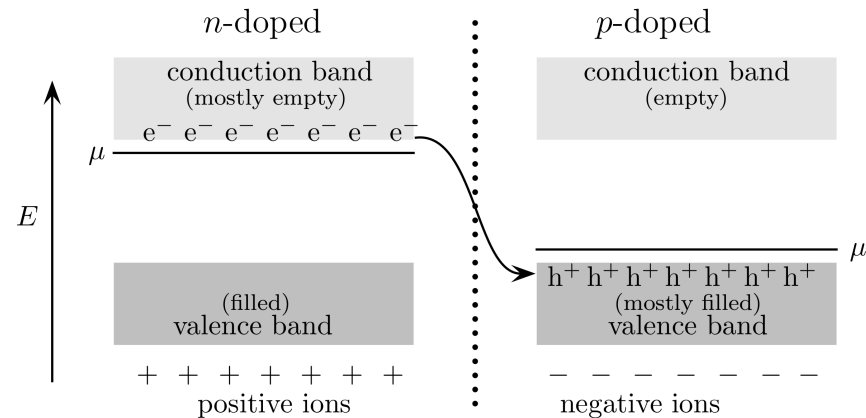 n-doped
p-doped
conduction band
(mostly empty)
e⁻ e⁻ e⁻ e⁻ e⁻ e⁻ e⁻
μ
conduction band
(empty)
E
μ
(filled)
valence band
h⁺ h⁺ h⁺ h⁺ h⁺ h⁺ h⁺
(mostly filled)
valence band
+ + + + + + +
positive ions
− − − − − − −
negative ions